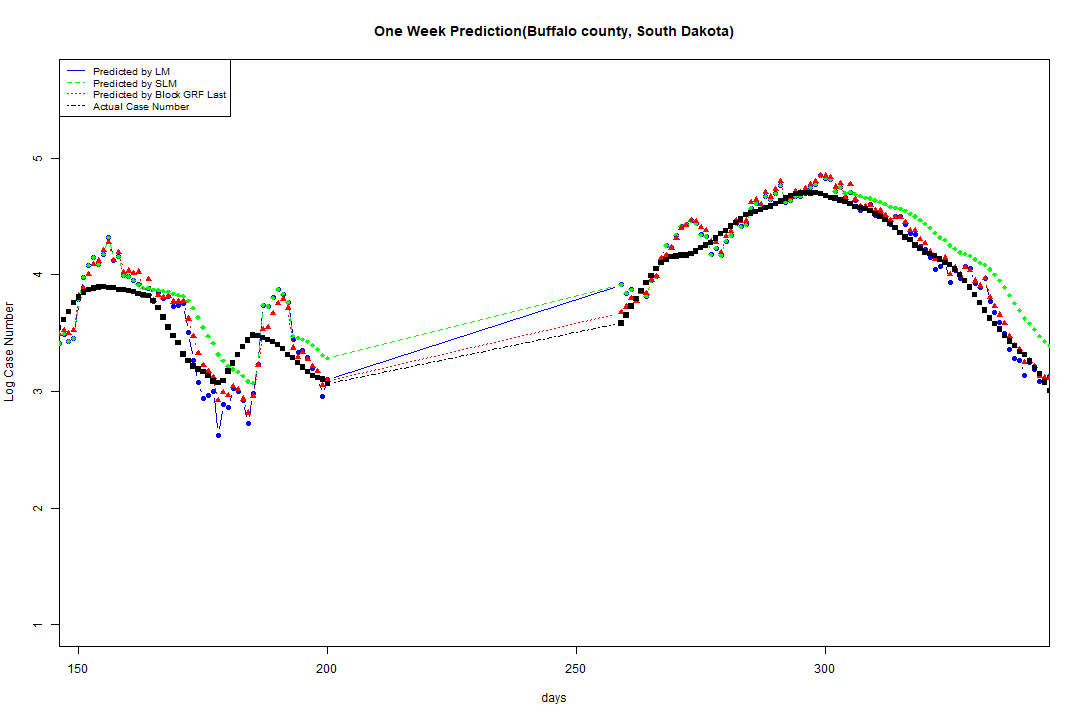 One Week Prediction(Buffalo county, South Dakota)
Predicted by LM
Predicted by SLM
Predicted by Block GRF Last
Actual Case Number
5
4
3
2
1
Log Case Number
150 200 250 300
days